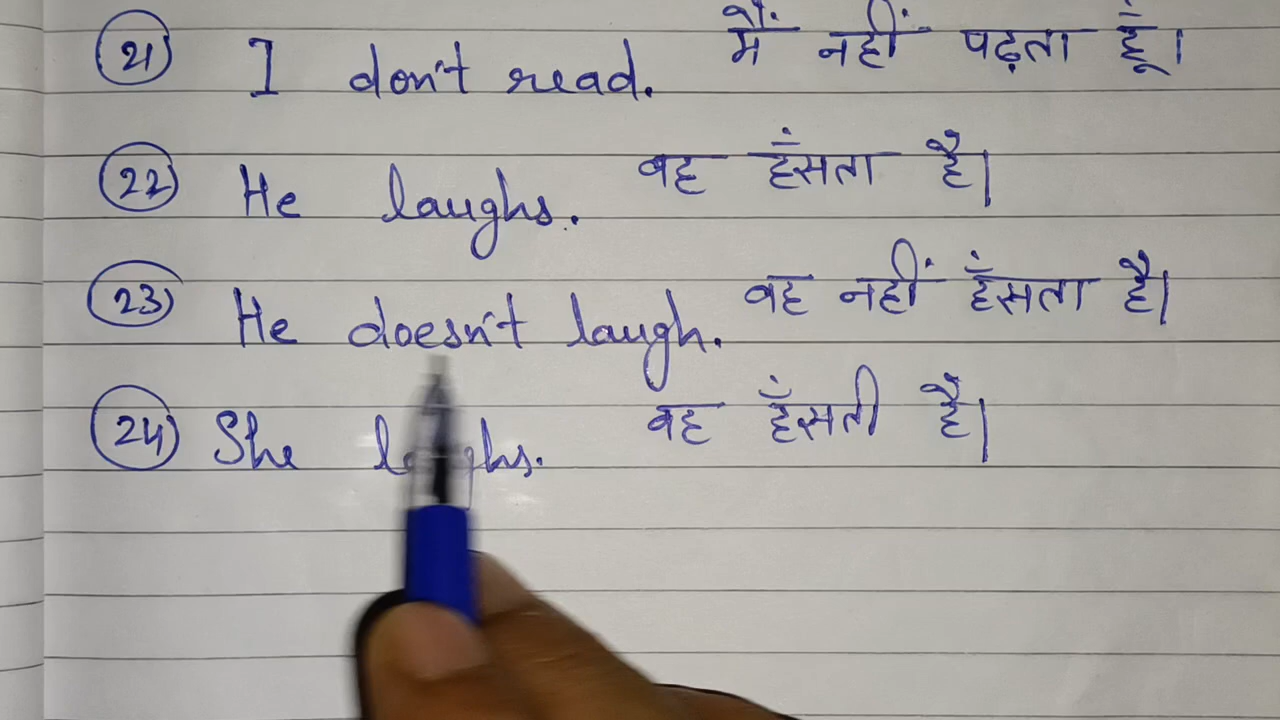 21 I don't read. मैं नहीं पढ़ता हूँ।
22 He laughs. वह हंसता है।
23 He doesn't laugh. वह नहीं हँसता है।
24 She laughs. वह हँसती है।